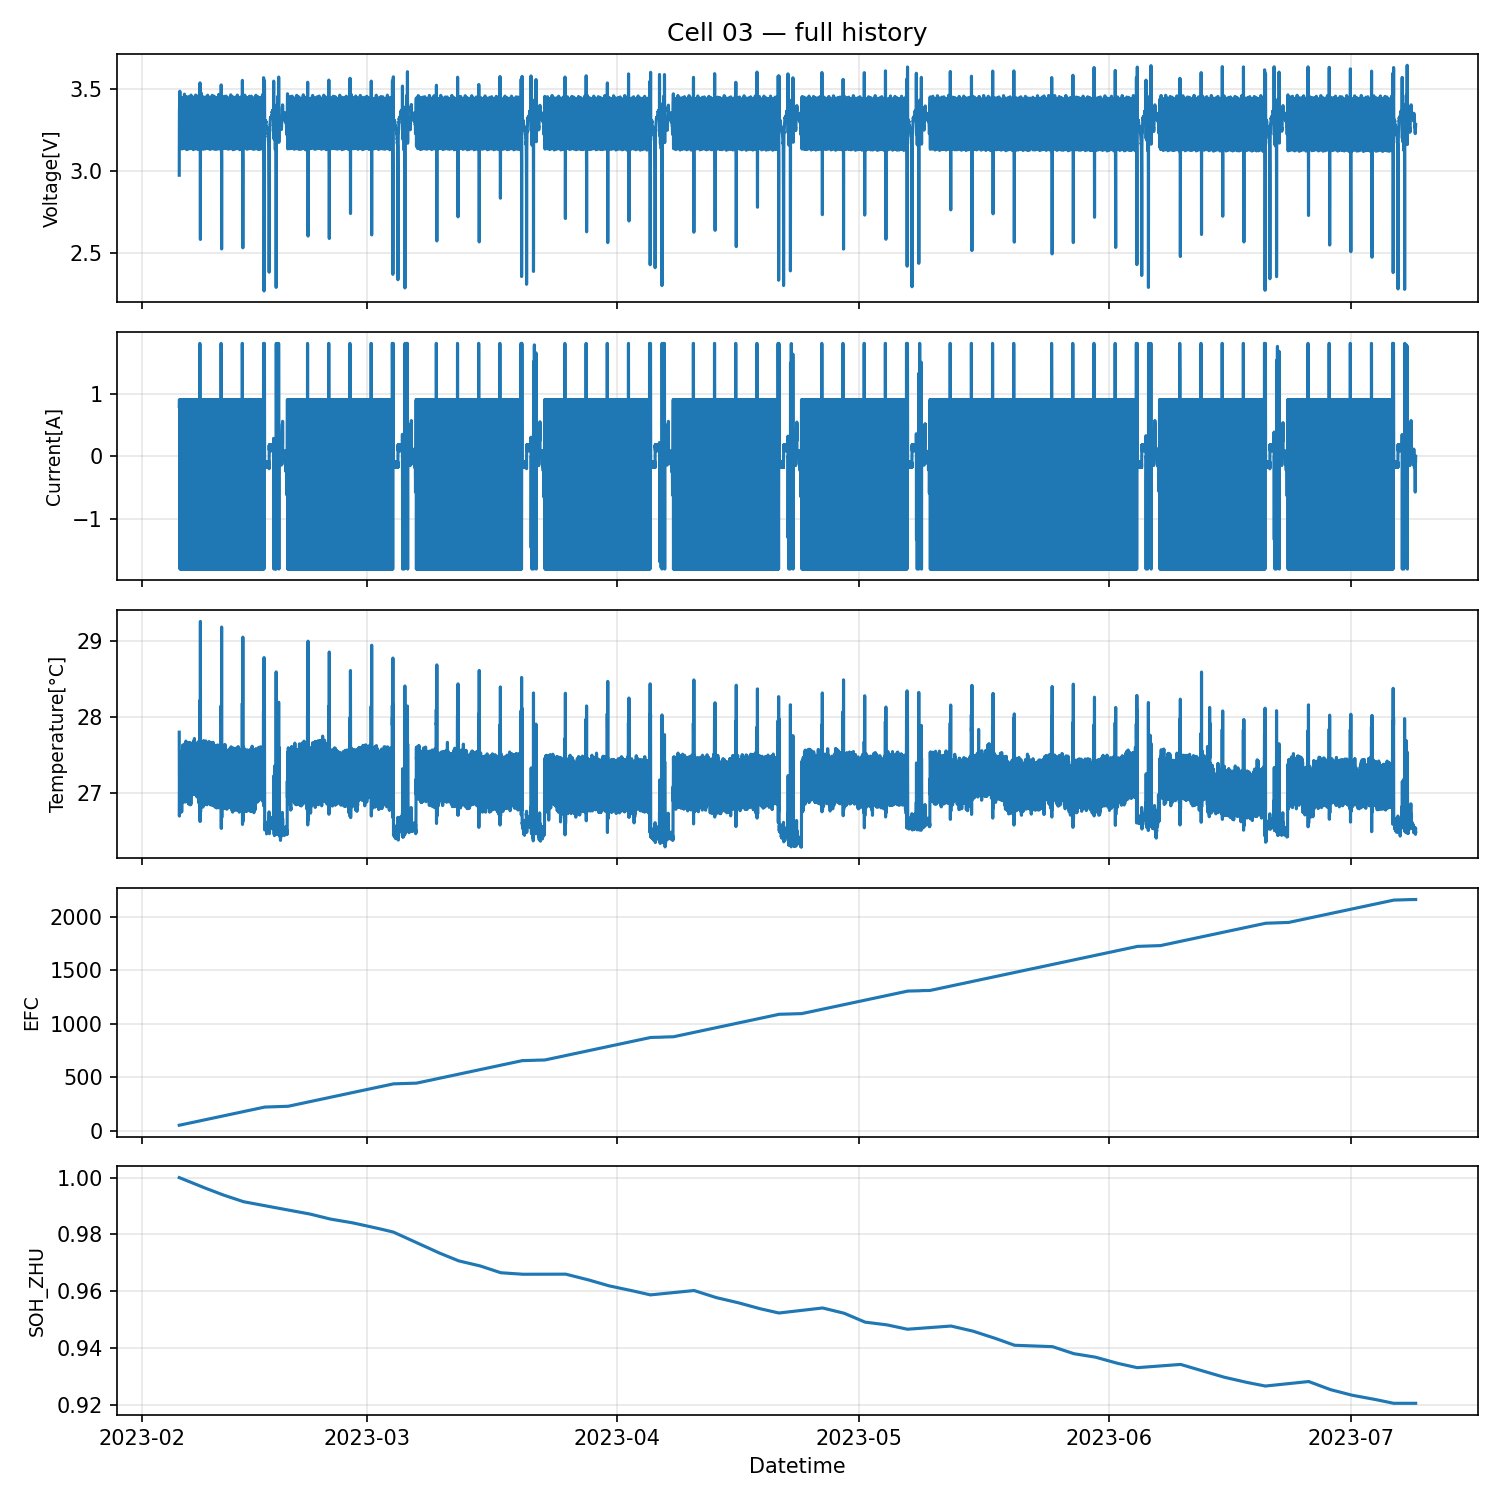 Cell 03 — full history
Voltage[V]
3.5
3.0
2.5
Current[A]
1
0
−1
Temperature[°C]
29
28
27
EFC
2000
1500
1000
500
0
SOH_ZHU
1.00
0.98
0.96
0.94
0.92
2023-02 2023-03 2023-04 2023-05 2023-06 2023-07
Datetime